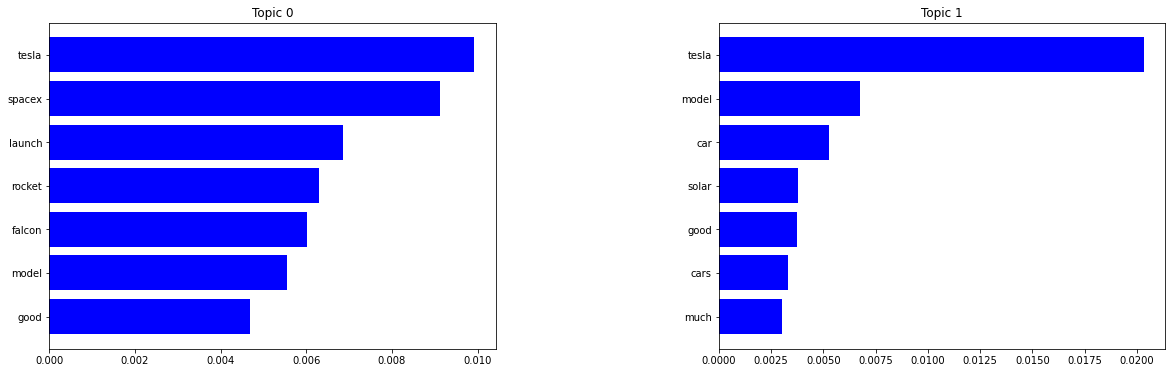 Topic 0
tesla
spacex
launch
rocket
falcon
model
good
0.000 0.002 0.004 0.006 0.008 0.010
Topic 1
tesla
model
car
solar
good
cars
much
0.0000 0.0025 0.0050 0.0075 0.0100 0.0125 0.0150 0.0175 0.0200